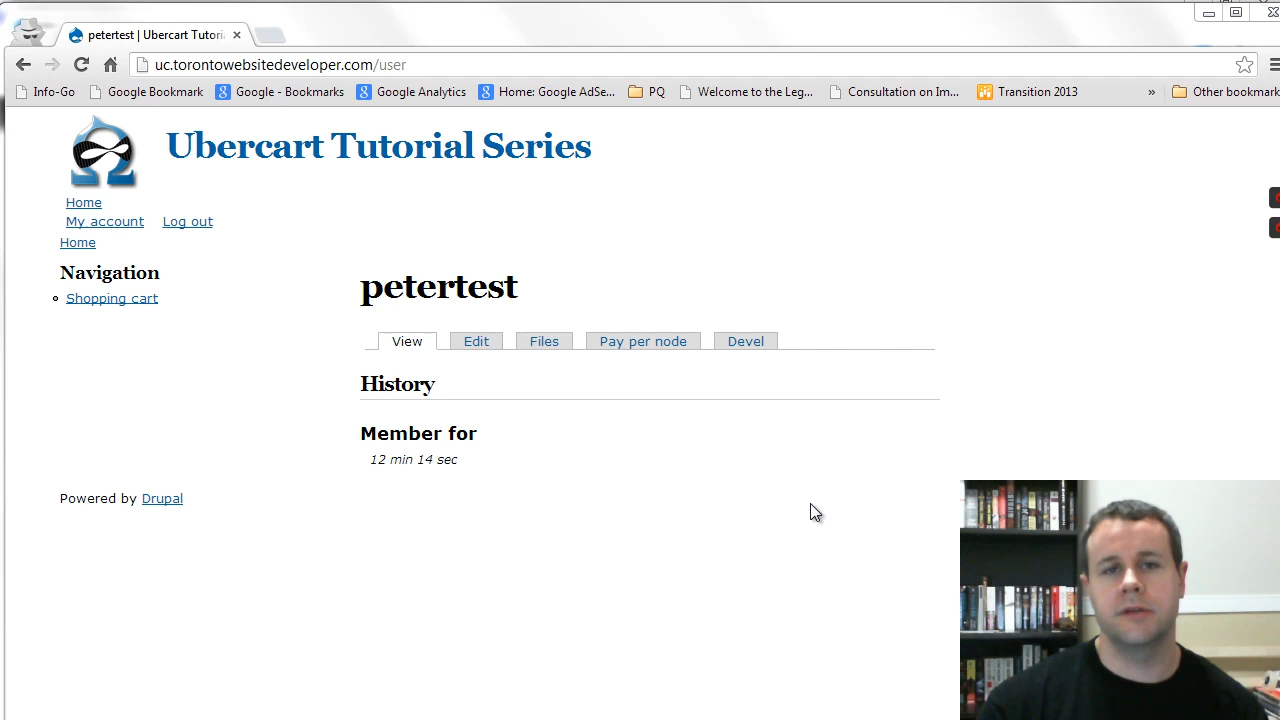 petertest | Ubercart Tutori
uc.torontowebsitedeveloper.com/user
Info-Go Google Bookmark Google - Bookmarks Google Analytics Home: Google AdSe... PQ Welcome to the Leg... Consultation on Im... Transition 2013 » Other bookmark
Ubercart Tutorial Series
Home
My account Log out
Home
Navigation
Shopping cart
petertest
View Edit Files Pay per node Devel
History
Member for
12 min 14 sec
Powered by Drupal